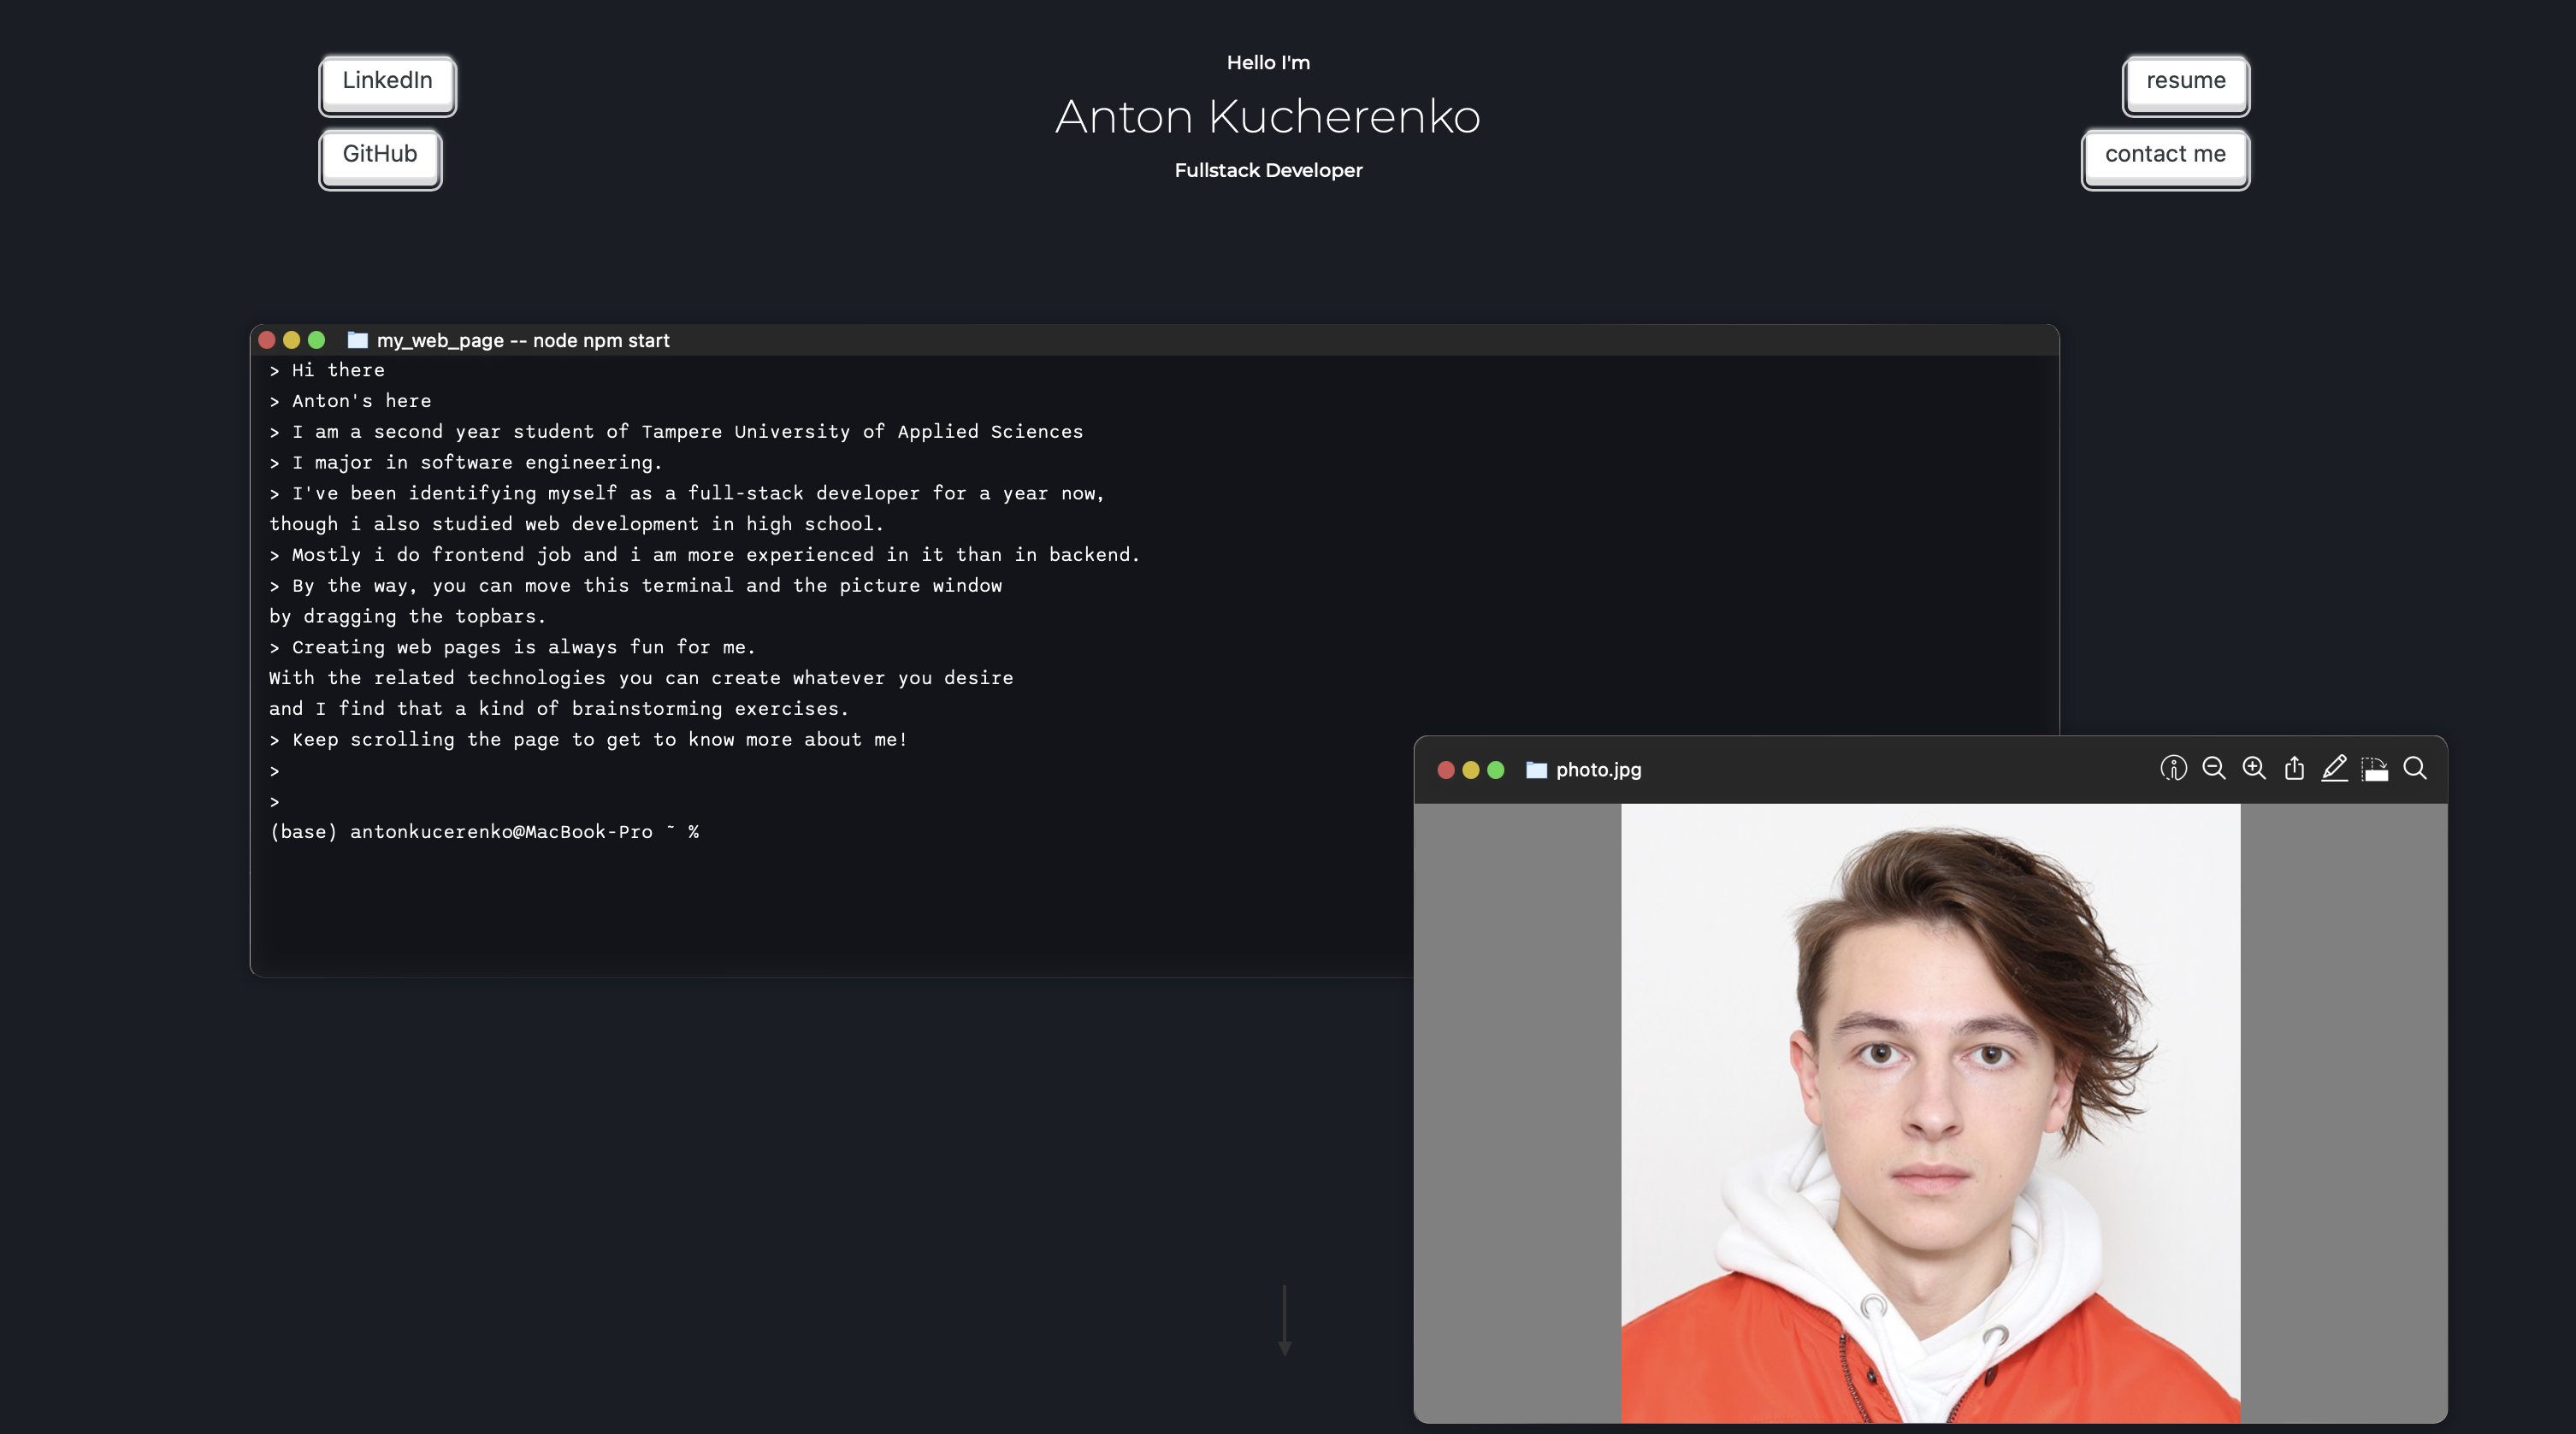 LinkedIn
GitHub
Hello I'm
Anton Kucherenko
Fullstack Developer
resume
contact me
my_web_page -- node npm start
> Hi there
> Anton's here
> I am a second year student of Tampere University of Applied Sciences
> I major in software engineering.
> I've been identifying myself as a full-stack developer for a year now,
though i also studied web development in high school.
> Mostly i do frontend job and i am more experienced in it than in backend.
> By the way, you can move this terminal and the picture window
by dragging the topbars.
> Creating web pages is always fun for me.
With the related technologies you can create whatever you desire
and I find that a kind of brainstorming exercises.
> Keep scrolling the page to get to know more about me!
>
>
(base) antonkucerenko@MacBook-Pro ~ %
photo.jpg